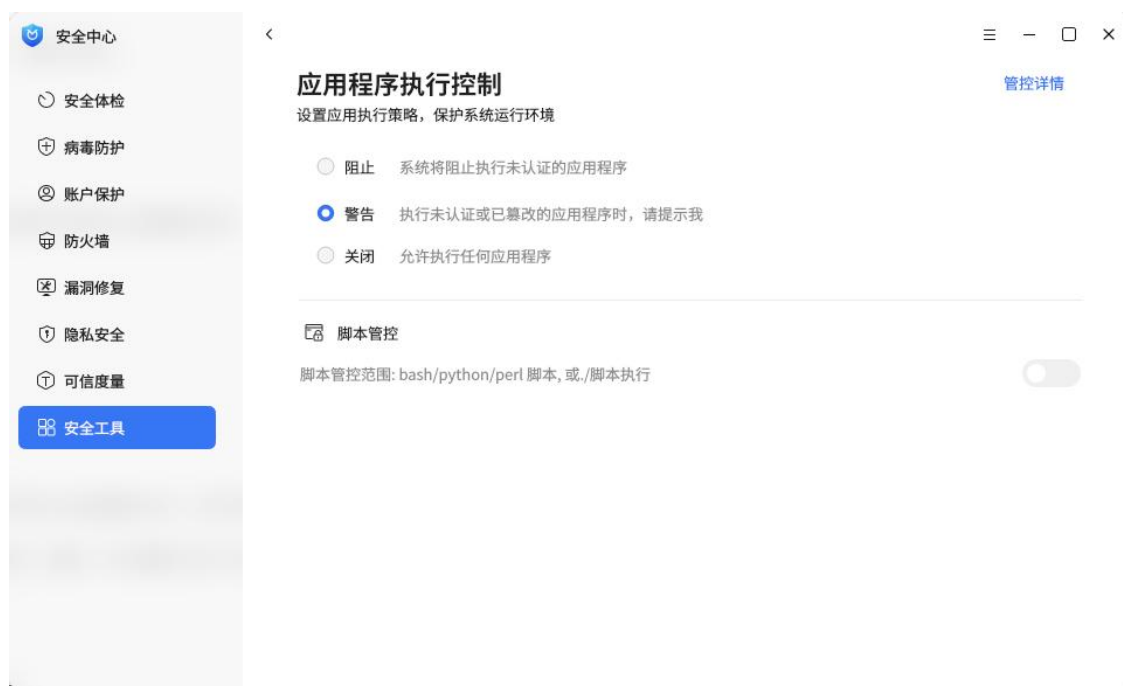 安全中心
安全体检
病毒防护
账户保护
防火墙
漏洞修复
隐私安全
可信度量
安全工具
应用程序执行控制
管控详情
设置应用执行策略，保护系统运行环境
阻止 系统将阻止执行未认证的应用程序
警告 执行未认证或已篡改的应用程序时，请提示我
关闭 允许执行任何应用程序
脚本管控
脚本管控范围: bash/python/perl 脚本, 或./脚本执行